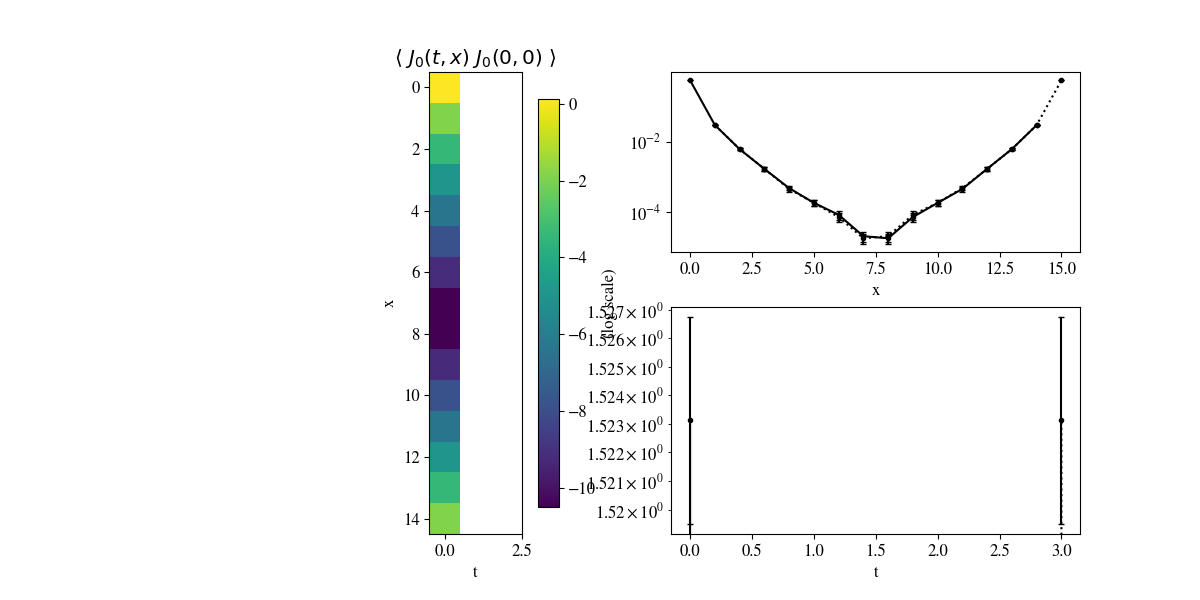 ⟨ J₀(t, x) J₀(0, 0) ⟩
0
2
4
6
8
10
12
14
x
0.0 2.5
t
0
−2
−4
−6
−8
−10
(log scale)
10⁻²
10⁻⁴
0.0 2.5 5.0 7.5 10.0 12.5 15.0
x
1.527 × 10⁰
1.526 × 10⁰
1.525 × 10⁰
1.524 × 10⁰
1.523 × 10⁰
1.522 × 10⁰
1.521 × 10⁰
1.52 × 10⁰
0.0 0.5 1.0 1.5 2.0 2.5 3.0
t